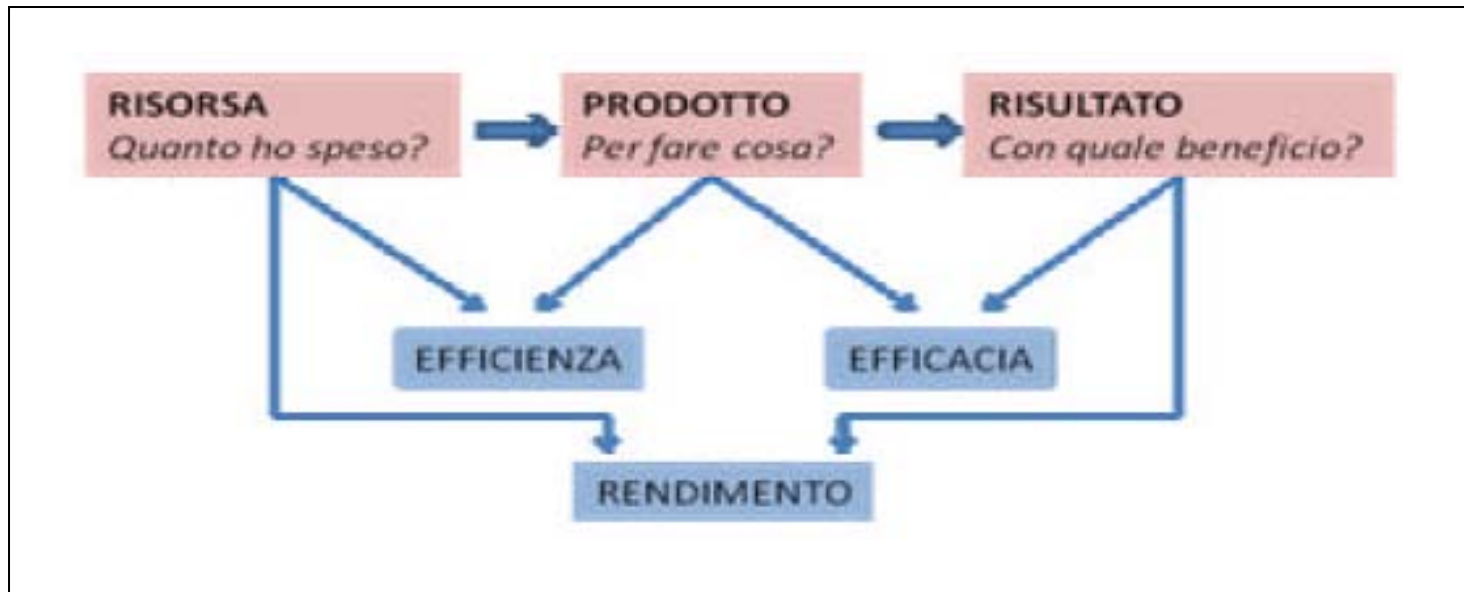 RISORSA
Quanto ho speso?
PRODOTTO
Per fare cosa?
RISULTATO
Con quale beneficio?
EFFICIENZA
EFFICACIA
RENDIMENTO